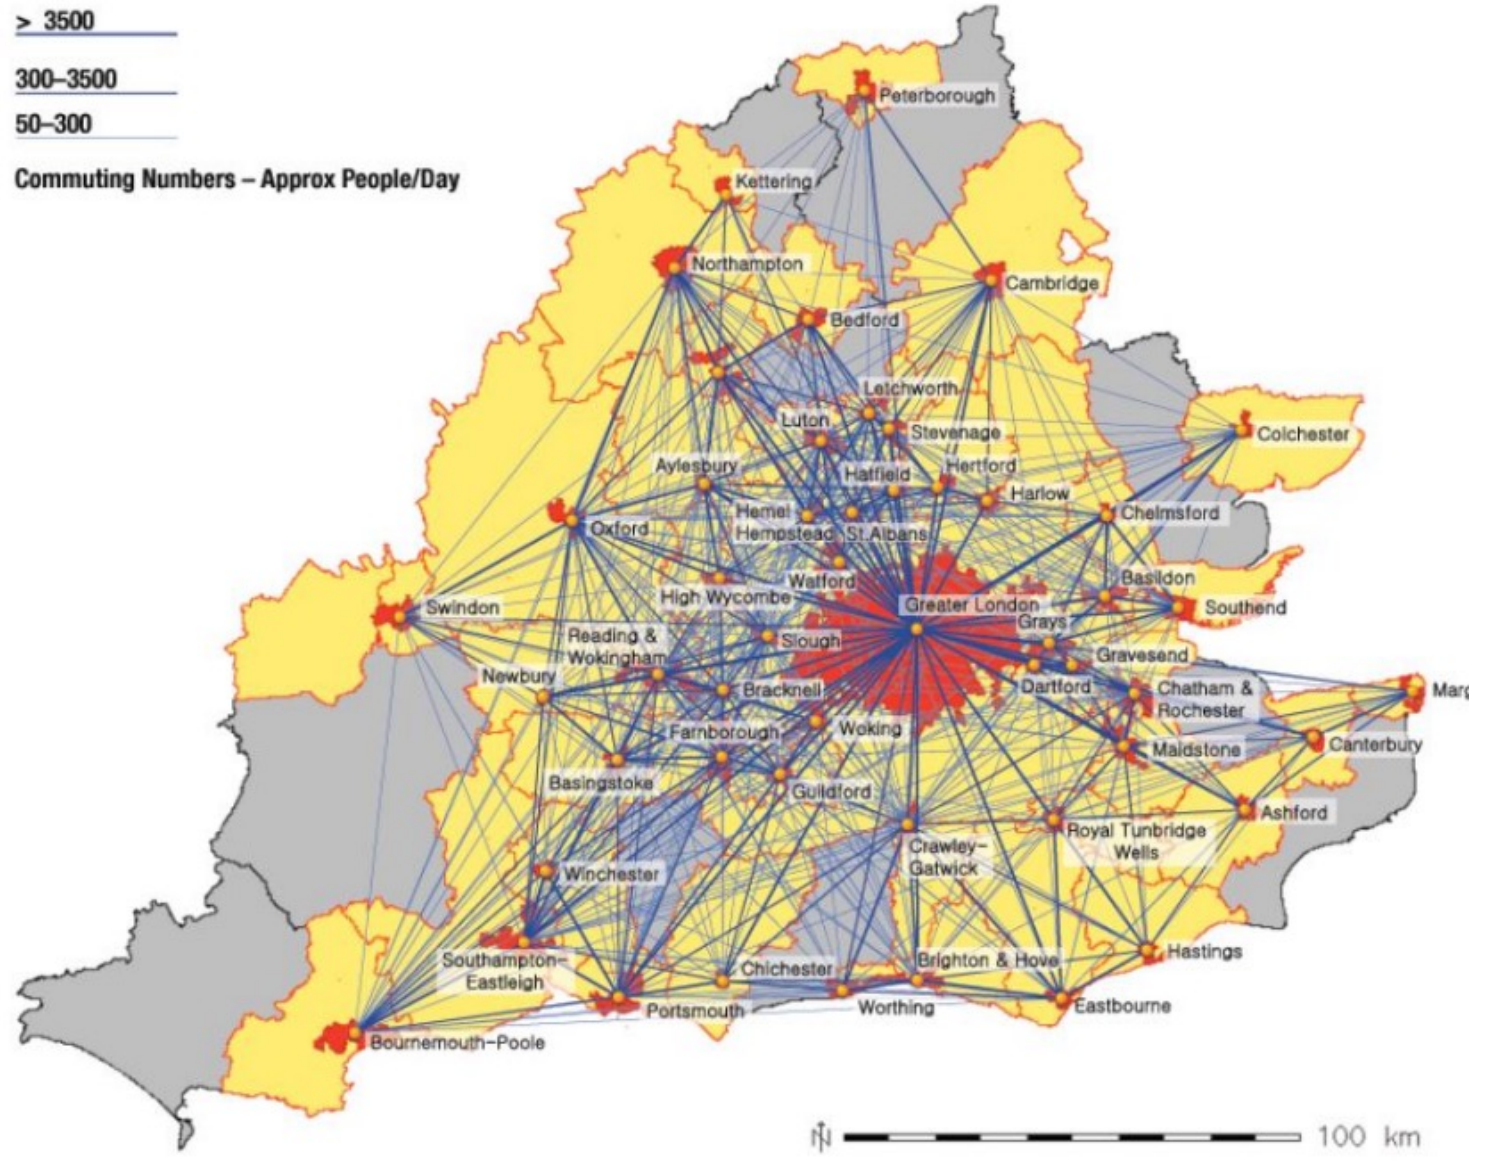 > 3500
300–3500
50–300
Commuting Numbers – Approx People/Day
Peterborough
Kettering
Northampton
Cambridge
Bedford
Letchworth
Luton
Stevenage
Colchester
Aylesbury
Hatfield
Hertford
Harlow
Hemel
Hempstead
St.Albans
Chelmsford
Oxford
Watford
Basildon
High Wycombe
Greater London
Southend
Swindon
Grays
Reading &
Wokingham
Slough
Gravesend
Newbury
Bracknell
Dartford
Chatham &
Rochester
Marg
Farnborough
Woking
Maidstone
Canterbury
Basingstoke
Guildford
Ashford
Royal Tunbridge
Wells
Crawley–
Gatwick
Winchester
Hastings
Southampton–
Eastleigh
Chichester
Brighton & Hove
Portsmouth
Worthing
Eastbourne
Bournemouth–Poole
N
100 km